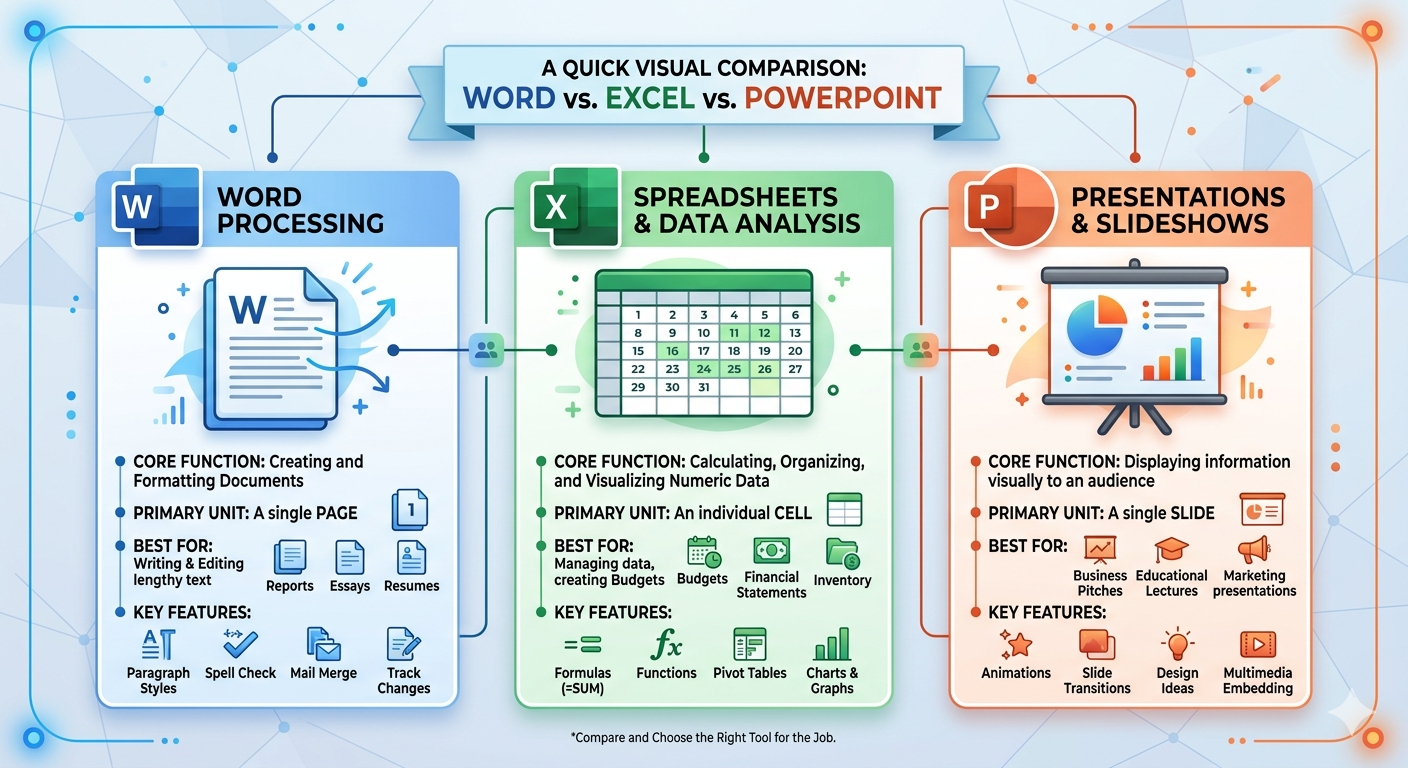 A QUICK VISUAL COMPARISON:
WORD vs. EXCEL vs. POWERPOINT
W
WORD
PROCESSING
W
CORE FUNCTION: Creating and
Formatting Documents
PRIMARY UNIT: A single PAGE
1
BEST FOR:
Writing & Editing
lengthy text
Reports
Essays
Resumes
KEY FEATURES:
A
Paragraph
Styles
Spell Check
Mail Merge
Track
Changes
X
SPREADSHEETS
& DATA ANALYSIS
1 2 3 4 5 6
8 9 10 11 12 13
15 16 17 18 19 20
22 23 24 25 26 27
29 30 31
CORE FUNCTION: Calculating, Organizing,
and Visualizing Numeric Data
PRIMARY UNIT: An individual CELL
BEST FOR:
Managing data,
creating Budgets
Budgets
Financial
Statements
$
Inventory
KEY FEATURES:
Formulas
(=SUM)
fx
Functions
Pivot Tables
Charts &
Graphs
P
PRESENTATIONS
& SLIDESHOWS
CORE FUNCTION: Displaying information
visually to an audience
PRIMARY UNIT: A single SLIDE
BEST FOR:
Business
Pitches
Educational
Lectures
Marketing
presentations
KEY FEATURES:
Animations
Slide
Transitions
Design
Ideas
Multimedia
Embedding
*Compare and Choose the Right Tool for the Job.